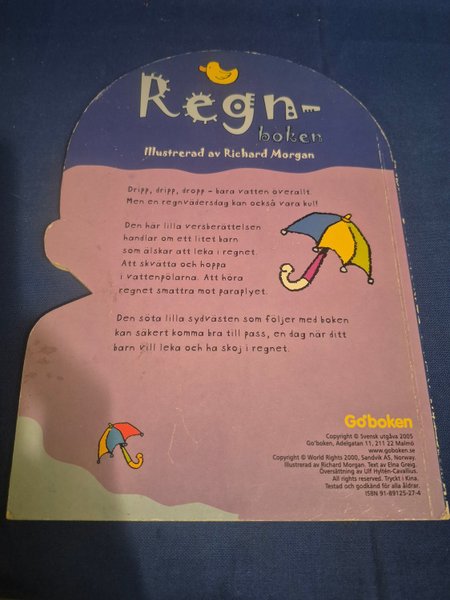 Regn-
boken
Illustrerad av Richard Morgan
Dripp, dripp, dropp – bara vatten överallt.
Men en regnvädersdag kan också vara kul!
Den här lilla versberättelsen
handlar om ett litet barn
som älskar att leka i regnet.
Att skvätta och hoppa
i vattenpölarna. Att höra
regnet smattra mot paraplyet.
Den söta lilla sydvästen som följer med boken
kan säkert komma bra till pass, en dag när ditt
barn vill leka och ha skoj i regnet.
Go'boken
Copyright © Svensk utgåva 2005
Go'boken, Adelgatan 11, 211 22 Malmö
www.goboken.se
Copyright © World Rights 2000, Sandvik AS, Norway.
Illustrerad av Richard Morgan. Text av Elna Greig.
Översättning av Ulf Hyltén-Cavallius.
All rights reserved. Tryckt i Kina.
Testad och godkänd för alla åldrar.
ISBN 91-89125-27-4